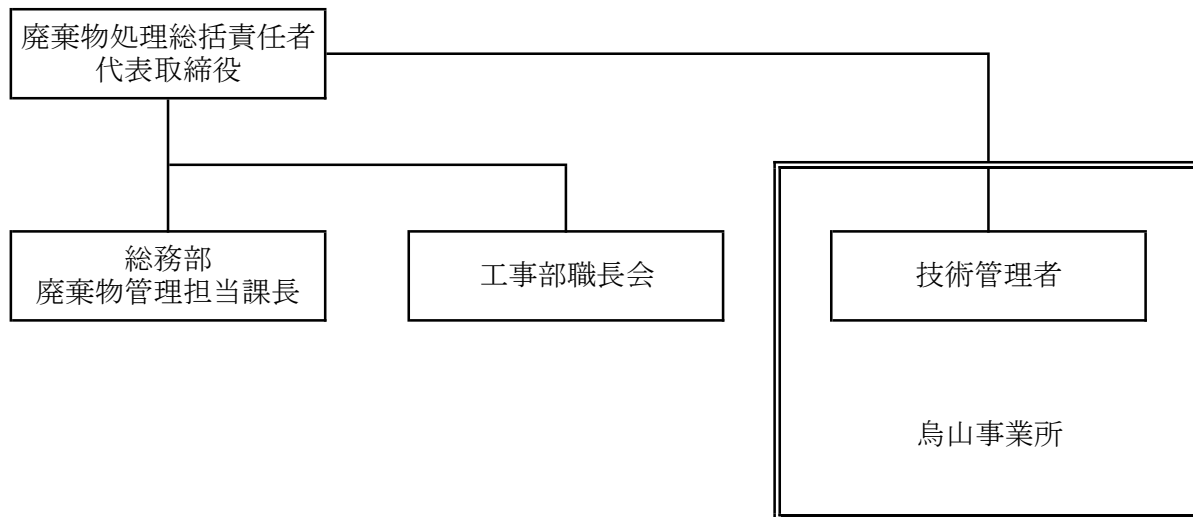 廃棄物処理総括責任者
代表取締役
総務部
廃棄物管理担当課長
工事部職長会
技術管理者
烏山事業所